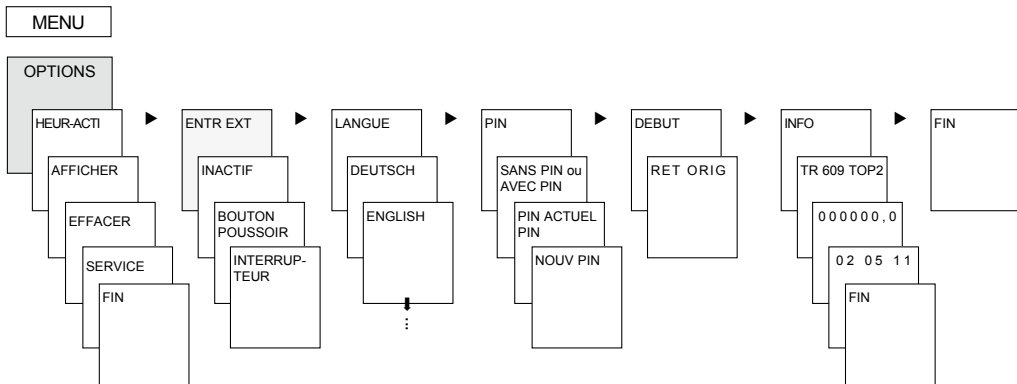 MENU
OPTIONS
HEUR-ACTI
AFFICHER
EFFACER
SERVICE
FIN
ENTR EXT
INACTIF
BOUTON
POUSSOIR
INTERRUP-
TEUR
LANGUE
DEUTSCH
ENGLISH
PIN
SANS PIN ou
AVEC PIN
PIN ACTUEL
PIN
NOUV PIN
DEBUT
RET ORIG
INFO
TR 609 TOP2
000000,0
02 05 11
FIN
FIN